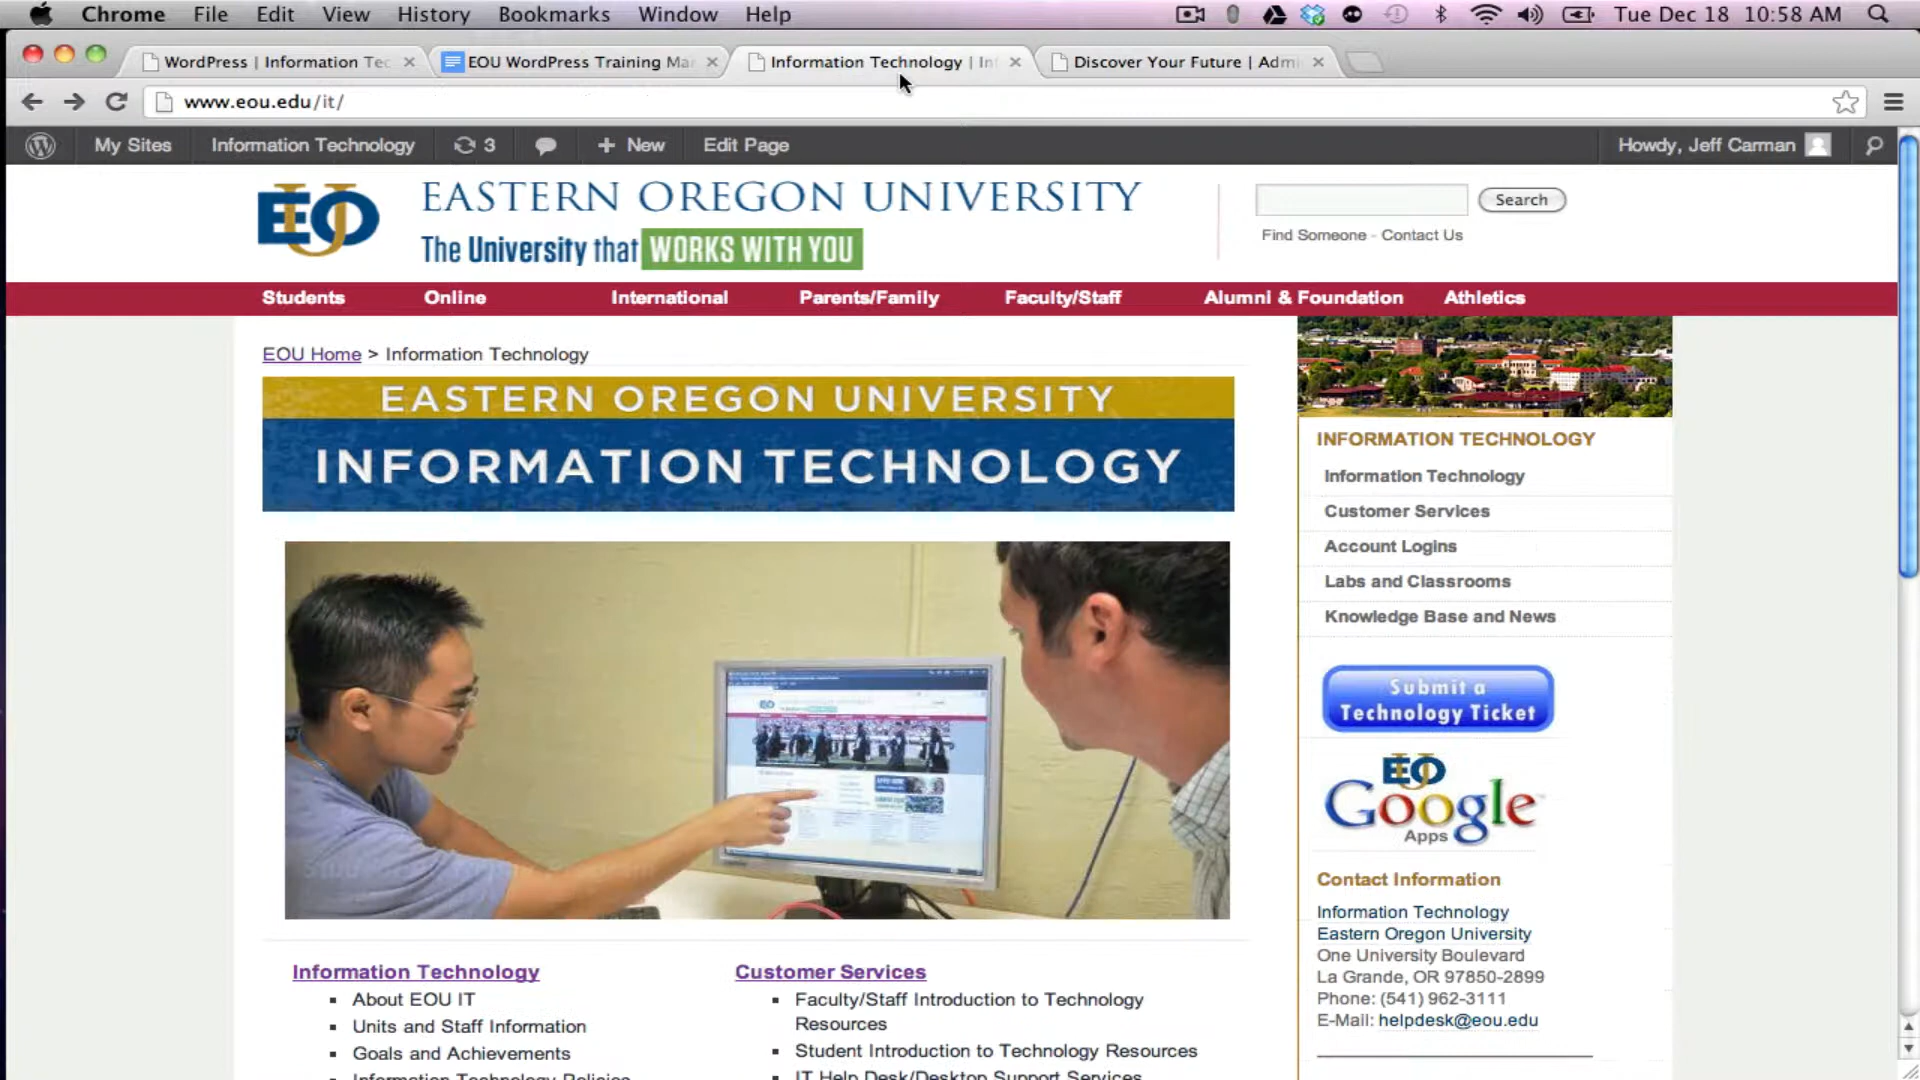 Chrome File Edit View History Bookmarks Window Help Tue Dec 18 10:58 AM
WordPress | Information Tec EOU WordPress Training Mar Information Technology | In Discover Your Future | Admi
www.eou.edu/it/
My Sites Information Technology 3 + New Edit Page Howdy, Jeff Carman
EOU EASTERN OREGON UNIVERSITY
The University that WORKS WITH YOU
Search
Find Someone - Contact Us
Students Online International Parents/Family Faculty/Staff Alumni & Foundation Athletics
EOU Home > Information Technology
EASTERN OREGON UNIVERSITY
INFORMATION TECHNOLOGY
Information Technology
About EOU IT
Units and Staff Information
Goals and Achievements
Information Technology Policies
Customer Services
Faculty/Staff Introduction to Technology
Resources
Student Introduction to Technology Resources
IT Help Desk/Desktop Support Services
INFORMATION TECHNOLOGY
Information Technology
Customer Services
Account Logins
Labs and Classrooms
Knowledge Base and News
Submit a
Technology Ticket
EOU
Google
Apps
Contact Information
Information Technology
Eastern Oregon University
One University Boulevard
La Grande, OR 97850-2899
Phone: (541) 962-3111
E-Mail: helpdesk@eou.edu